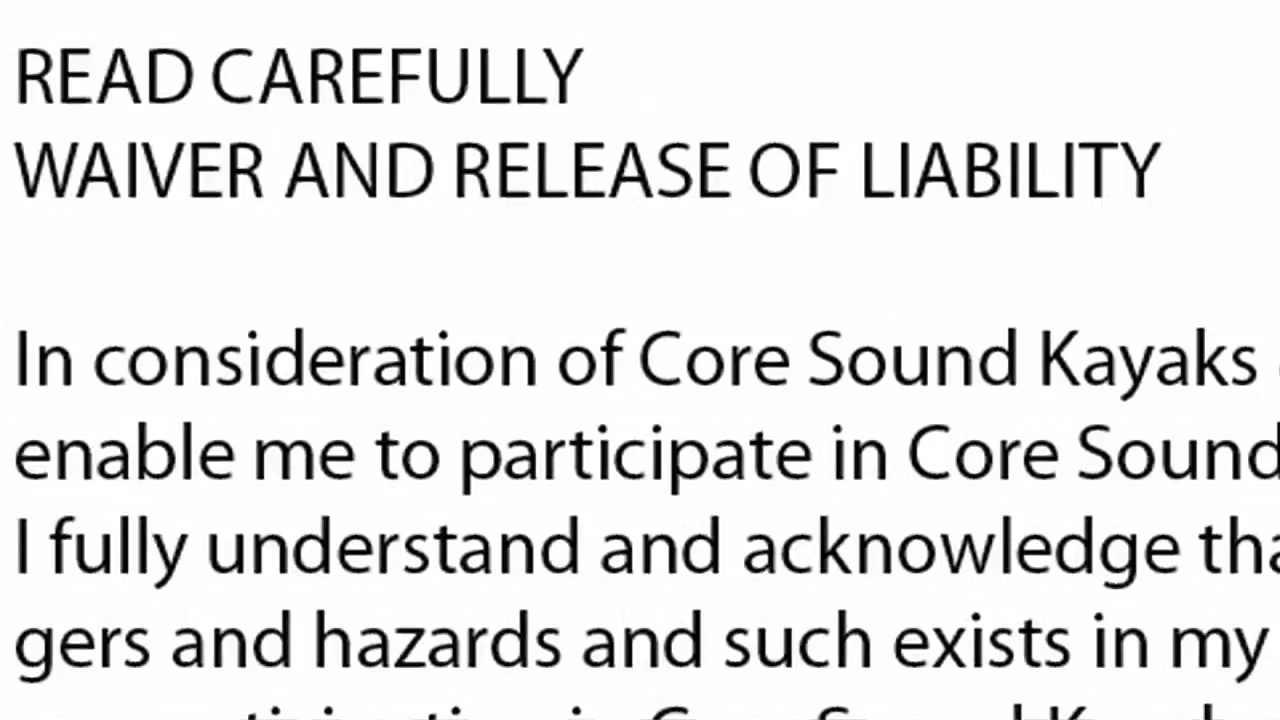 READ CAREFULLY
WAIVER AND RELEASE OF LIABILITY
In consideration of Core Sound Kayaks
enable me to participate in Core Sound
I fully understand and acknowledge tha
gers and hazards and such exists in my